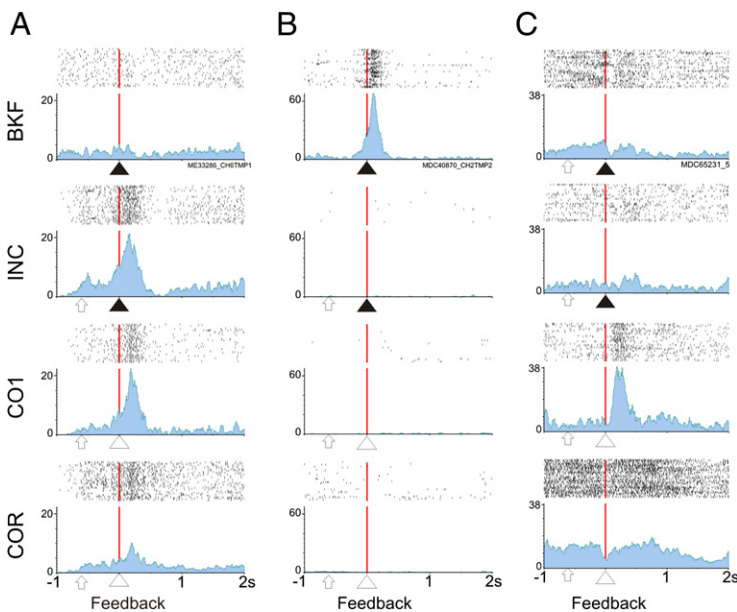 A B C
BKF
20
0
ME33286_CH6TMP1
60
0
MDC40870_CH2TMP2
38
0
MDC65231_5
INC
20
0
60
0
38
0
CO1
20
0
60
0
38
0
COR
20
0
-1 1 2s
Feedback
60
0
-1 1 2s
Feedback
38
0
-1 1 2s
Feedback